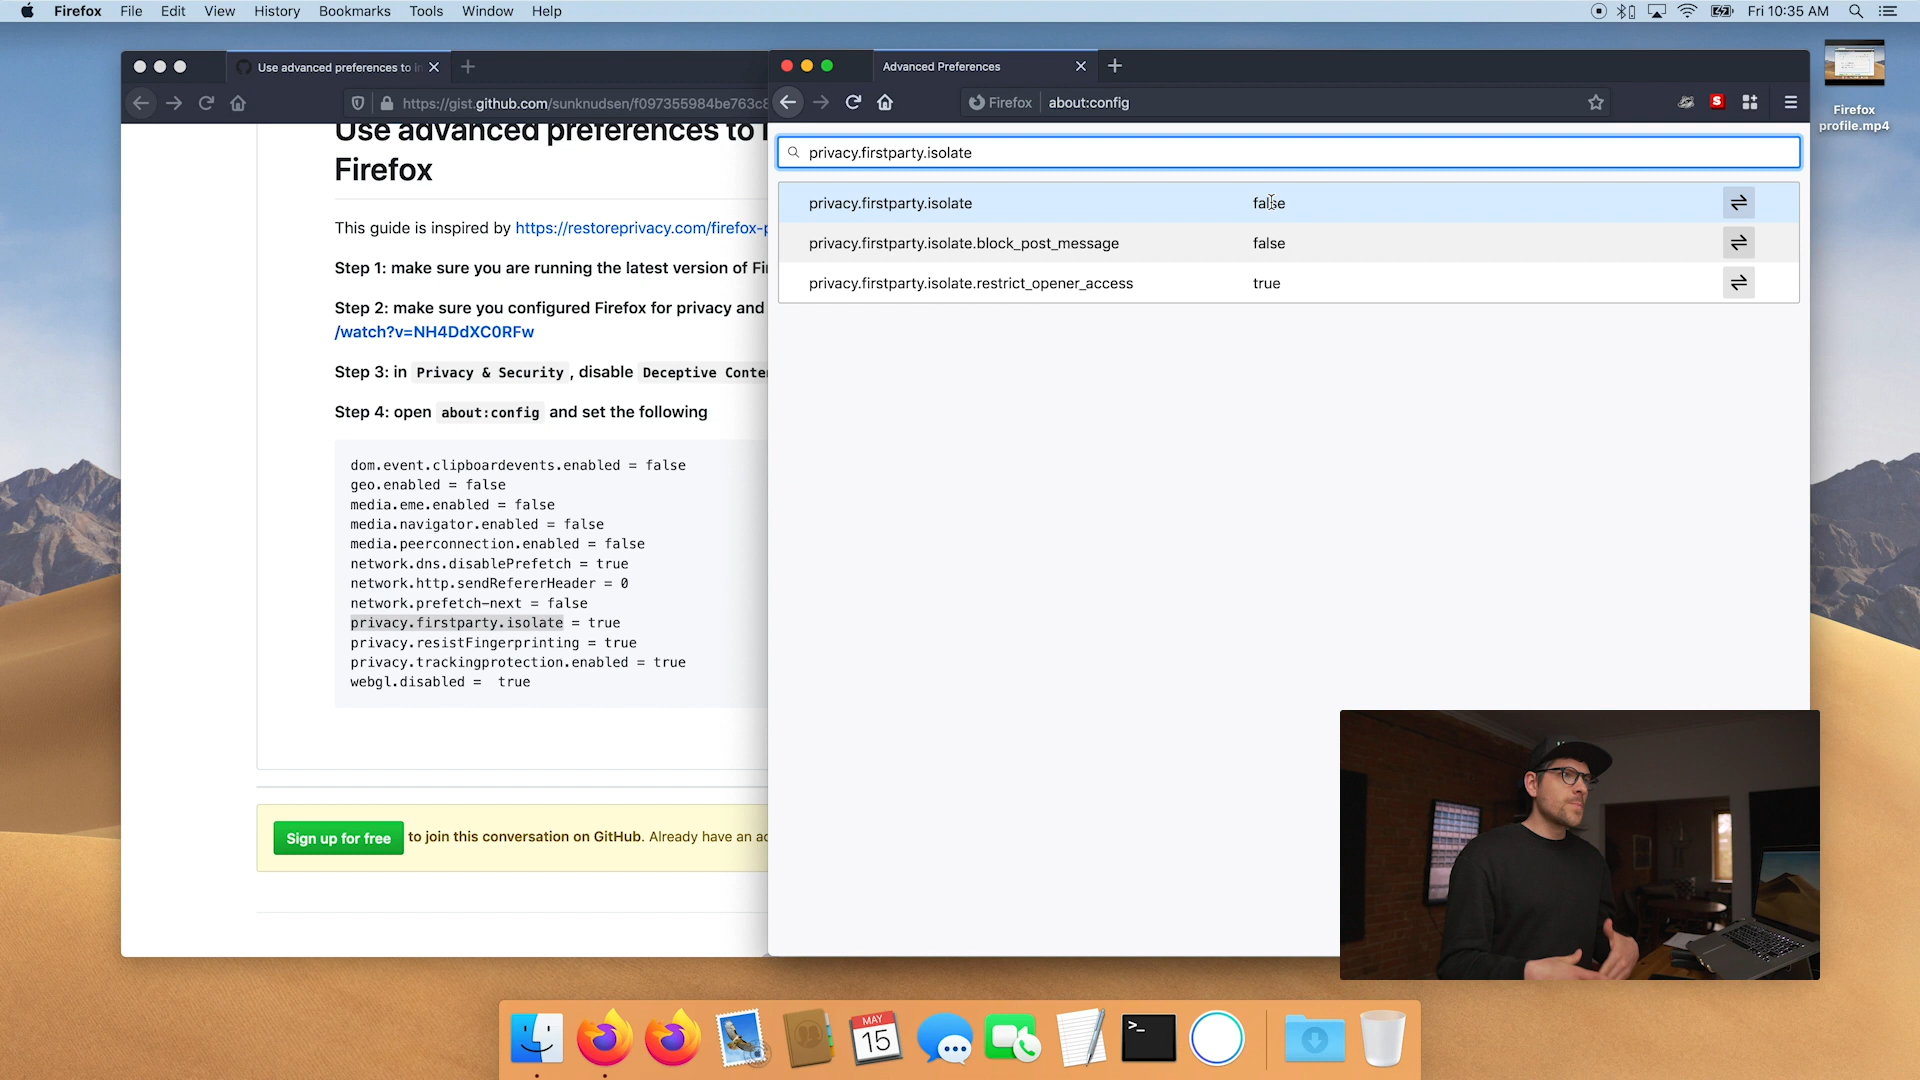 Firefox File Edit View History Bookmarks Tools Window Help
Fri 10:35 AM
Use advanced preferences to i
https://gist.github.com/sunknudsen/f097355984be763c8
Use advanced preferences to
Firefox
This guide is inspired by https://restoreprivacy.com/firefox-p
Step 1: make sure you are running the latest version of Fi
Step 2: make sure you configured Firefox for privacy and
/watch?v=NH4DdXC0RFw
Step 3: in Privacy & Security, disable Deceptive Conte
Step 4: open about:config and set the following
dom.event.clipboardevents.enabled = false
geo.enabled = false
media.eme.enabled = false
media.navigator.enabled = false
media.peerconnection.enabled = false
network.dns.disablePrefetch = true
network.http.sendRefererHeader = 0
network.prefetch-next = false
privacy.firstparty.isolate = true
privacy.resistFingerprinting = true
privacy.trackingprotection.enabled = true
webgl.disabled =  true
Sign up for free to join this conversation on GitHub. Already have an ac
Advanced Preferences
Firefox about:config
S
privacy.firstparty.isolate
privacy.firstparty.isolate false
privacy.firstparty.isolate.block_post_message false
privacy.firstparty.isolate.restrict_opener_access true
Firefox
profile.mp4
MAY
15
>_